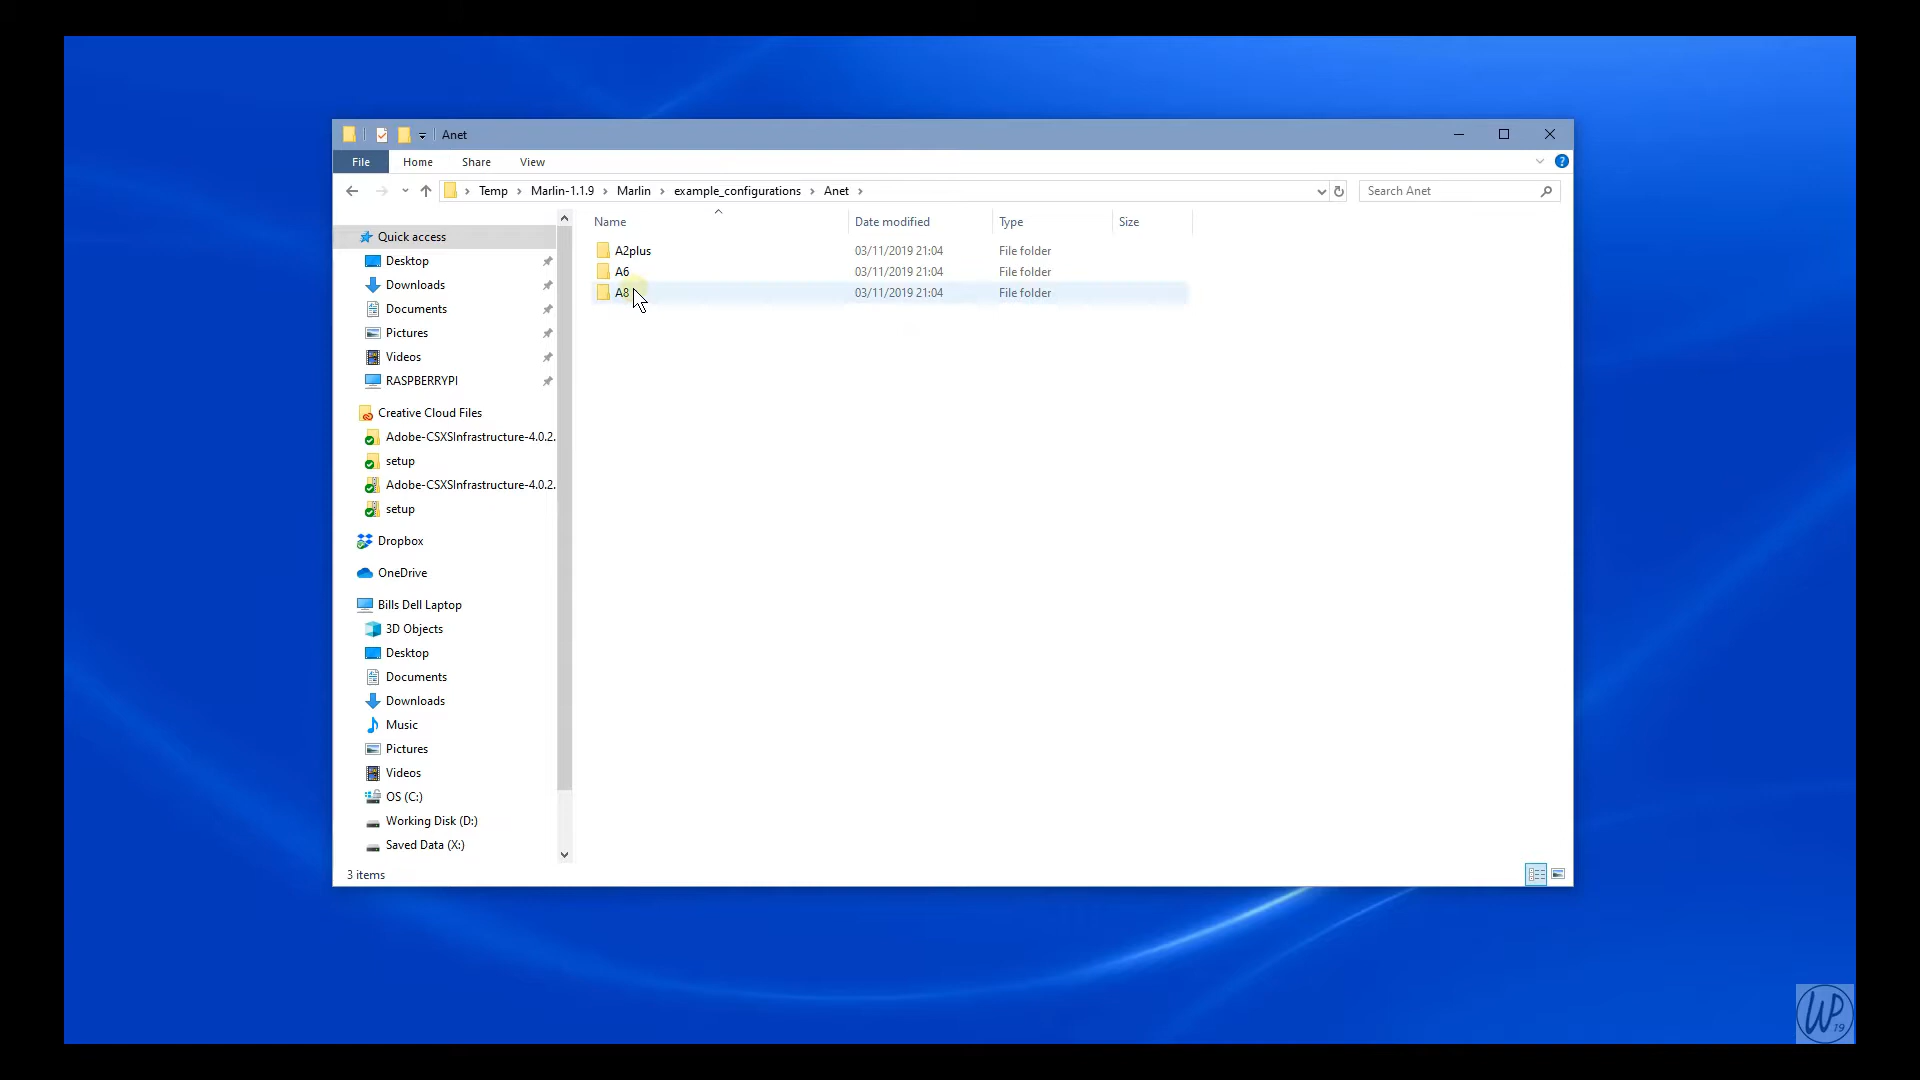 Anet
File Home Share View
Temp Marlin-1.1.9 Marlin example_configurations Anet Search Anet
Name Date modified Type Size
A2plus 03/11/2019 21:04 File folder
A6 03/11/2019 21:04 File folder
A8 03/11/2019 21:04 File folder
Quick access
Desktop
Downloads
Documents
Pictures
Videos
RASPBERRYPI
Creative Cloud Files
Adobe-CSXSInfrastructure-4.0.2.
setup
Adobe-CSXSInfrastructure-4.0.2.
setup
Dropbox
OneDrive
Bills Dell Laptop
3D Objects
Desktop
Documents
Downloads
Music
Pictures
Videos
OS (C:)
Working Disk (D:)
Saved Data (X:)
3 items
WP
19